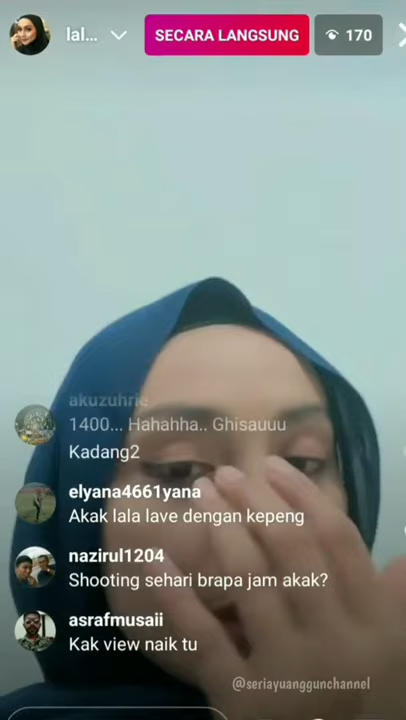 lal...
SECARA LANGSUNG
170
akuzuhrie
1400... Hahahha.. Ghisauuu
Kadang2
elyana4661yana
Akak lala lave dengan kepeng
nazirul1204
Shooting sehari brapa jam akak?
asrafmusaii
Kak view naik tu
@seriayuanggunchannel